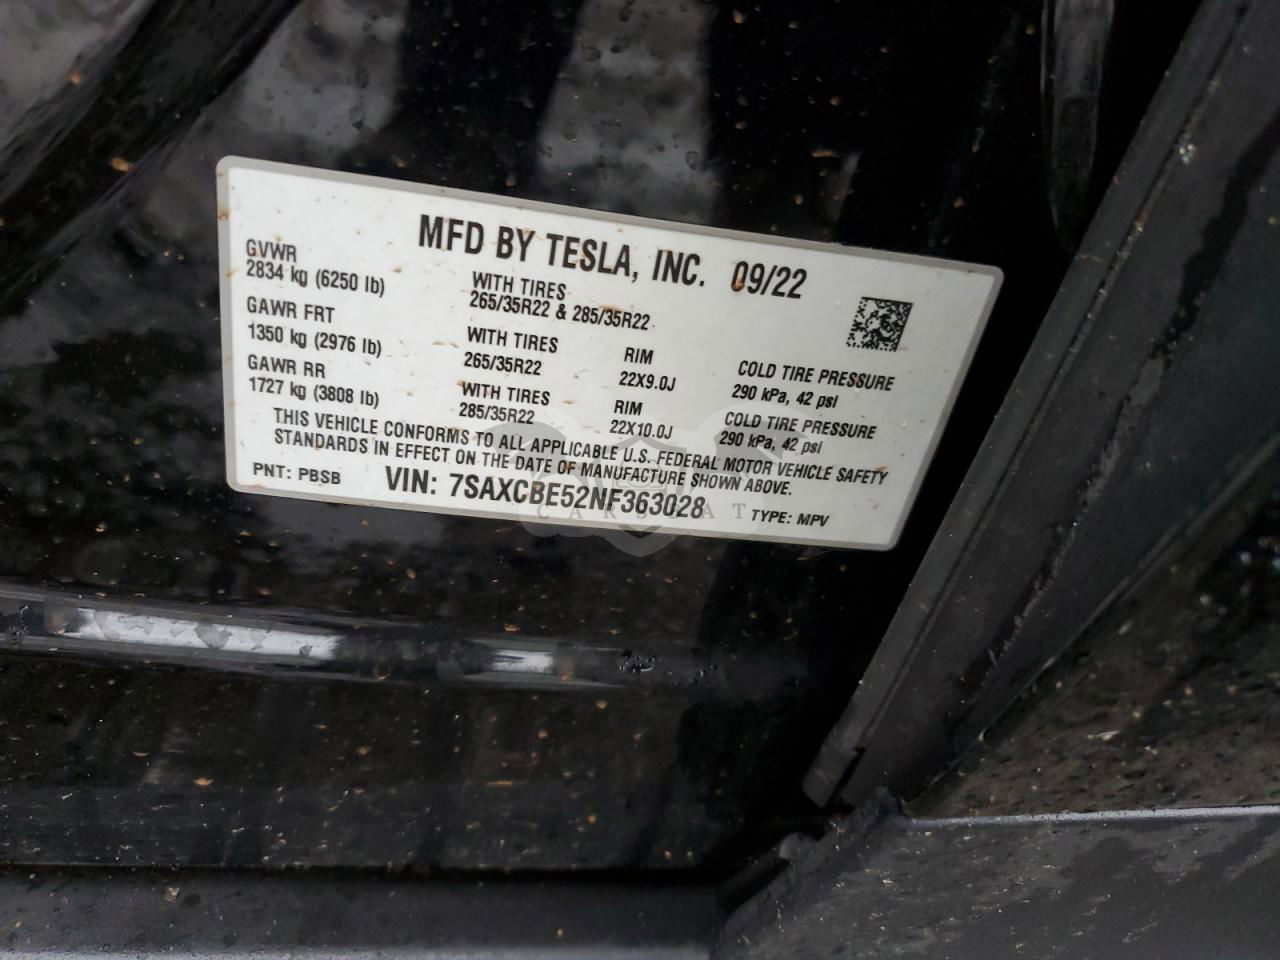 MFD BY TESLA, INC. 09/22
GVWR
2834 kg (6250 lb)
WITH TIRES
265/35R22 & 285/35R22
GAWR FRT
1350 kg (2976 lb)
WITH TIRES
265/35R22
RIM
22X9.0J
COLD TIRE PRESSURE
290 kPa, 42 psi
GAWR RR
1727 kg (3808 lb)
WITH TIRES
285/35R22
RIM
22X10.0J
COLD TIRE PRESSURE
290 kPa, 42 psi
THIS VEHICLE CONFORMS TO ALL APPLICABLE U.S. FEDERAL MOTOR VEHICLE SAFETY
STANDARDS IN EFFECT ON THE DATE OF MANUFACTURE SHOWN ABOVE.
PNT: PBSB VIN: 7SAXCBE52NF363028 TYPE: MPV